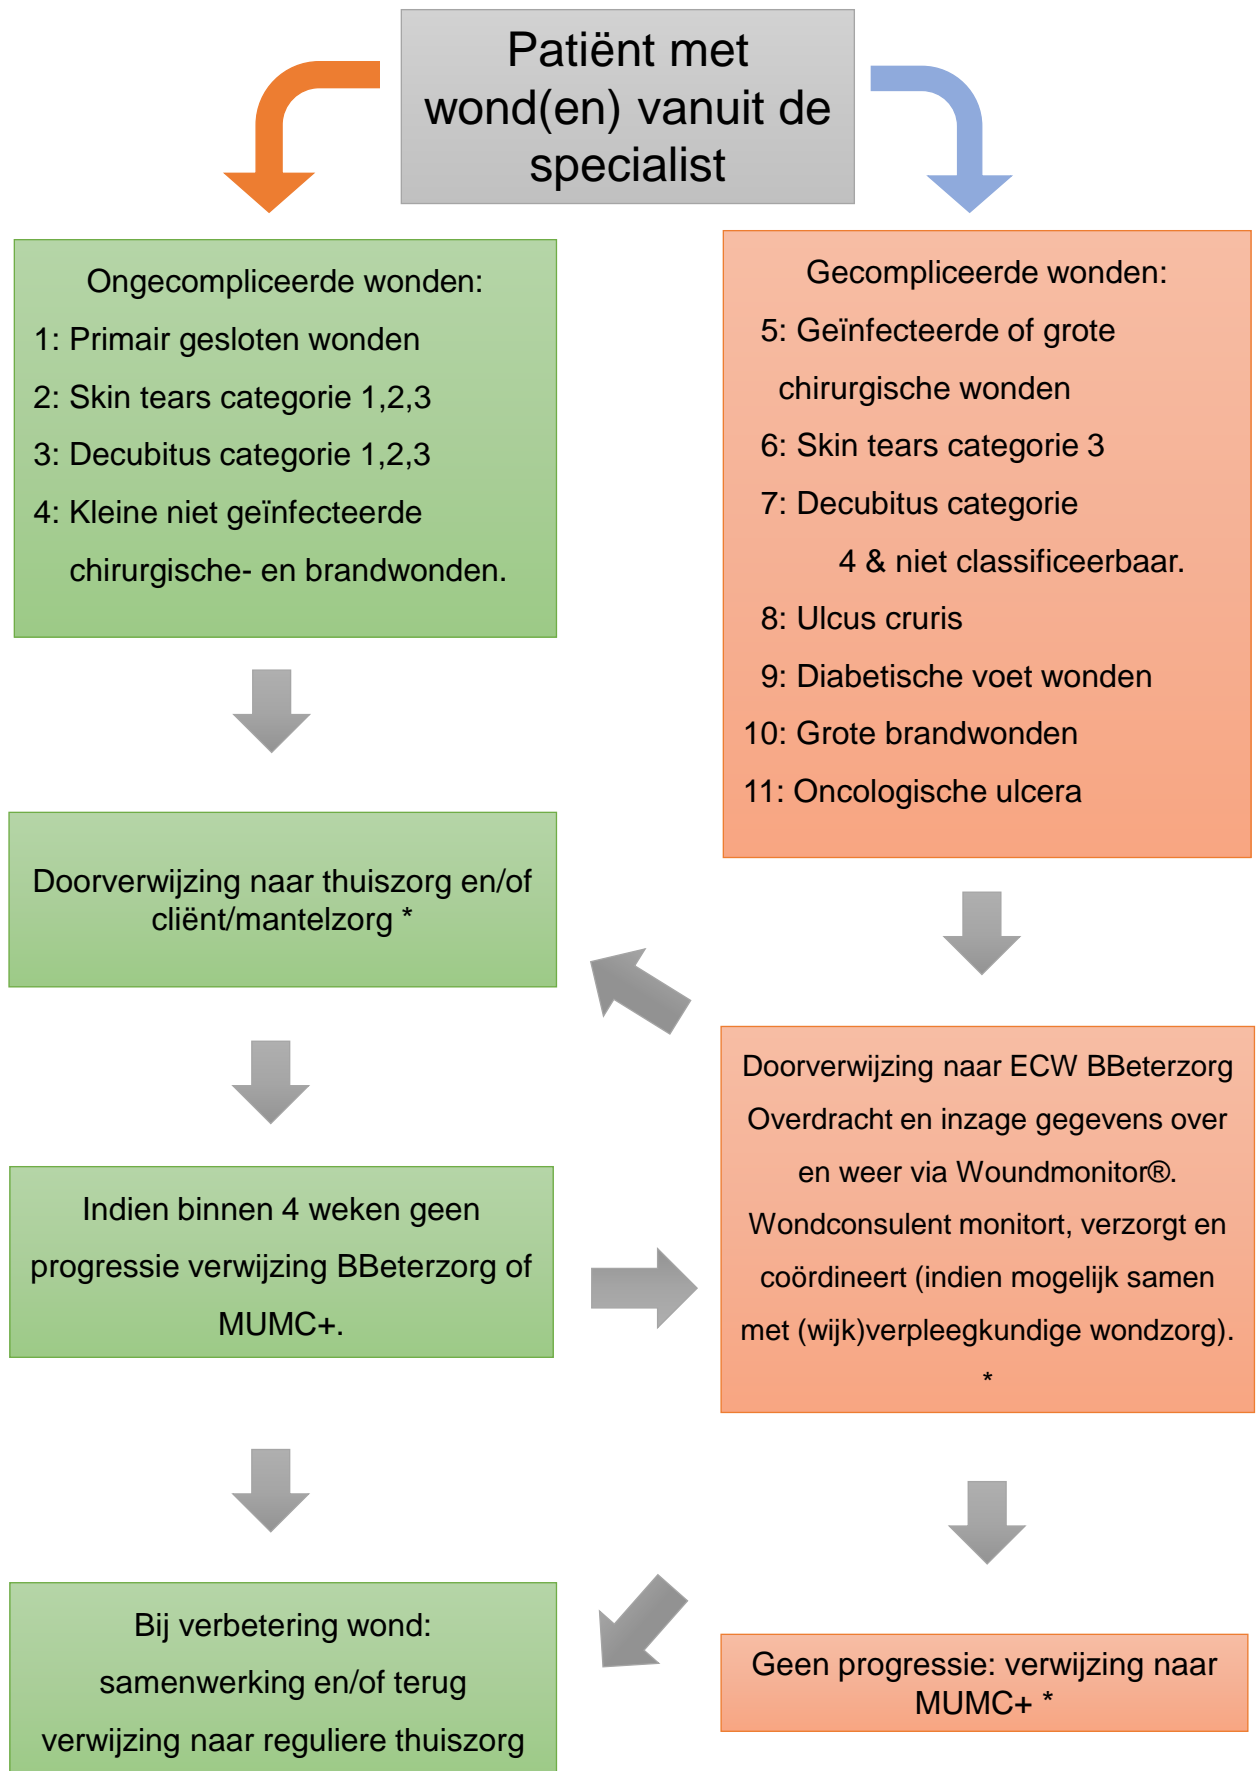 Patiënt met
wond(en) vanuit de
specialist
Ongecompliceerde wonden:
1: Primair gesloten wonden
2: Skin tears categorie 1,2,3
3: Decubitus categorie 1,2,3
4: Kleine niet geïnfecteerde
chirurgische- en brandwonden.
Gecompliceerde wonden:
5: Geïnfecteerde of grote
chirurgische wonden
6: Skin tears categorie 3
7: Decubitus categorie
4 & niet classificeerbaar.
8: Ulcus cruris
9: Diabetische voet wonden
10: Grote brandwonden
11: Oncologische ulcera
Doorverwijzing naar thuiszorg en/of
cliënt/mantelzorg *
Doorverwijzing naar ECW BBeterzorg
Overdracht en inzage gegevens over
en weer via Woundmonitor®.
Wondconsulent monitort, verzorgt en
coördineert (indien mogelijk samen
met (wijk)verpleegkundige wondzorg).
*
Indien binnen 4 weken geen
progressie verwijzing BBeterzorg of
MUMC+.
Bij verbetering wond:
samenwerking en/of terug
verwijzing naar reguliere thuiszorg
Geen progressie: verwijzing naar
MUMC+ *